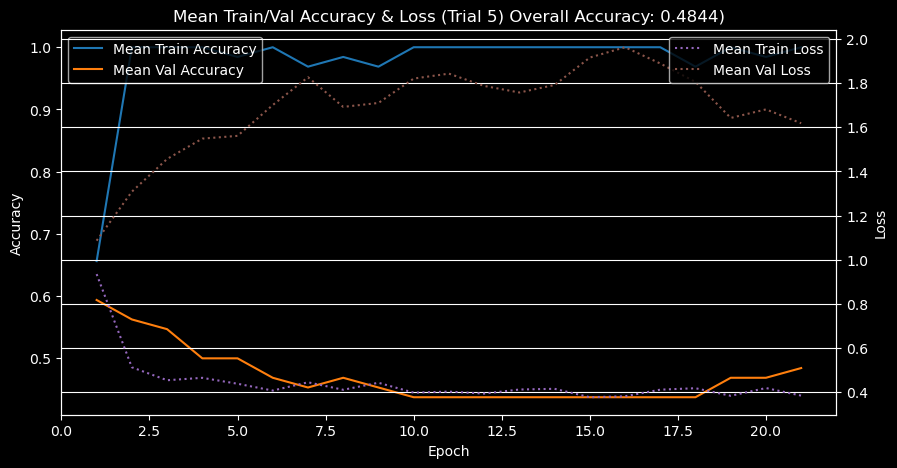 Mean Train/Val Accuracy & Loss (Trial 5) Overall Accuracy: 0.4844)
Mean Train Accuracy
Mean Val Accuracy
Mean Train Loss
Mean Val Loss
1.0
0.9
0.8
0.7
0.6
0.5
Accuracy
2.0
1.8
1.6
1.4
1.2
1.0
0.8
0.6
0.4
Loss
0.0 2.5 5.0 7.5 10.0 12.5 15.0 17.5 20.0
Epoch